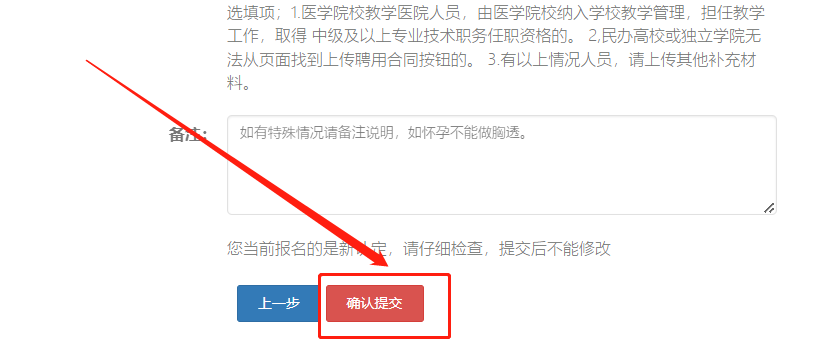 选填项；1.医学院校教学医院人员，由医学院校纳入学校教学管理，担任教学
工作，取得 中级及以上专业技术职务任职资格的。 2,民办高校或独立学院无
法从页面找到上传聘用合同按钮的。 3.有以上情况人员，请上传其他补充材
料。
备注：
如有特殊情况请备注说明，如怀孕不能做胸透。
您当前报名的是新认定，请仔细检查，提交后不能修改
上一步
确认提交